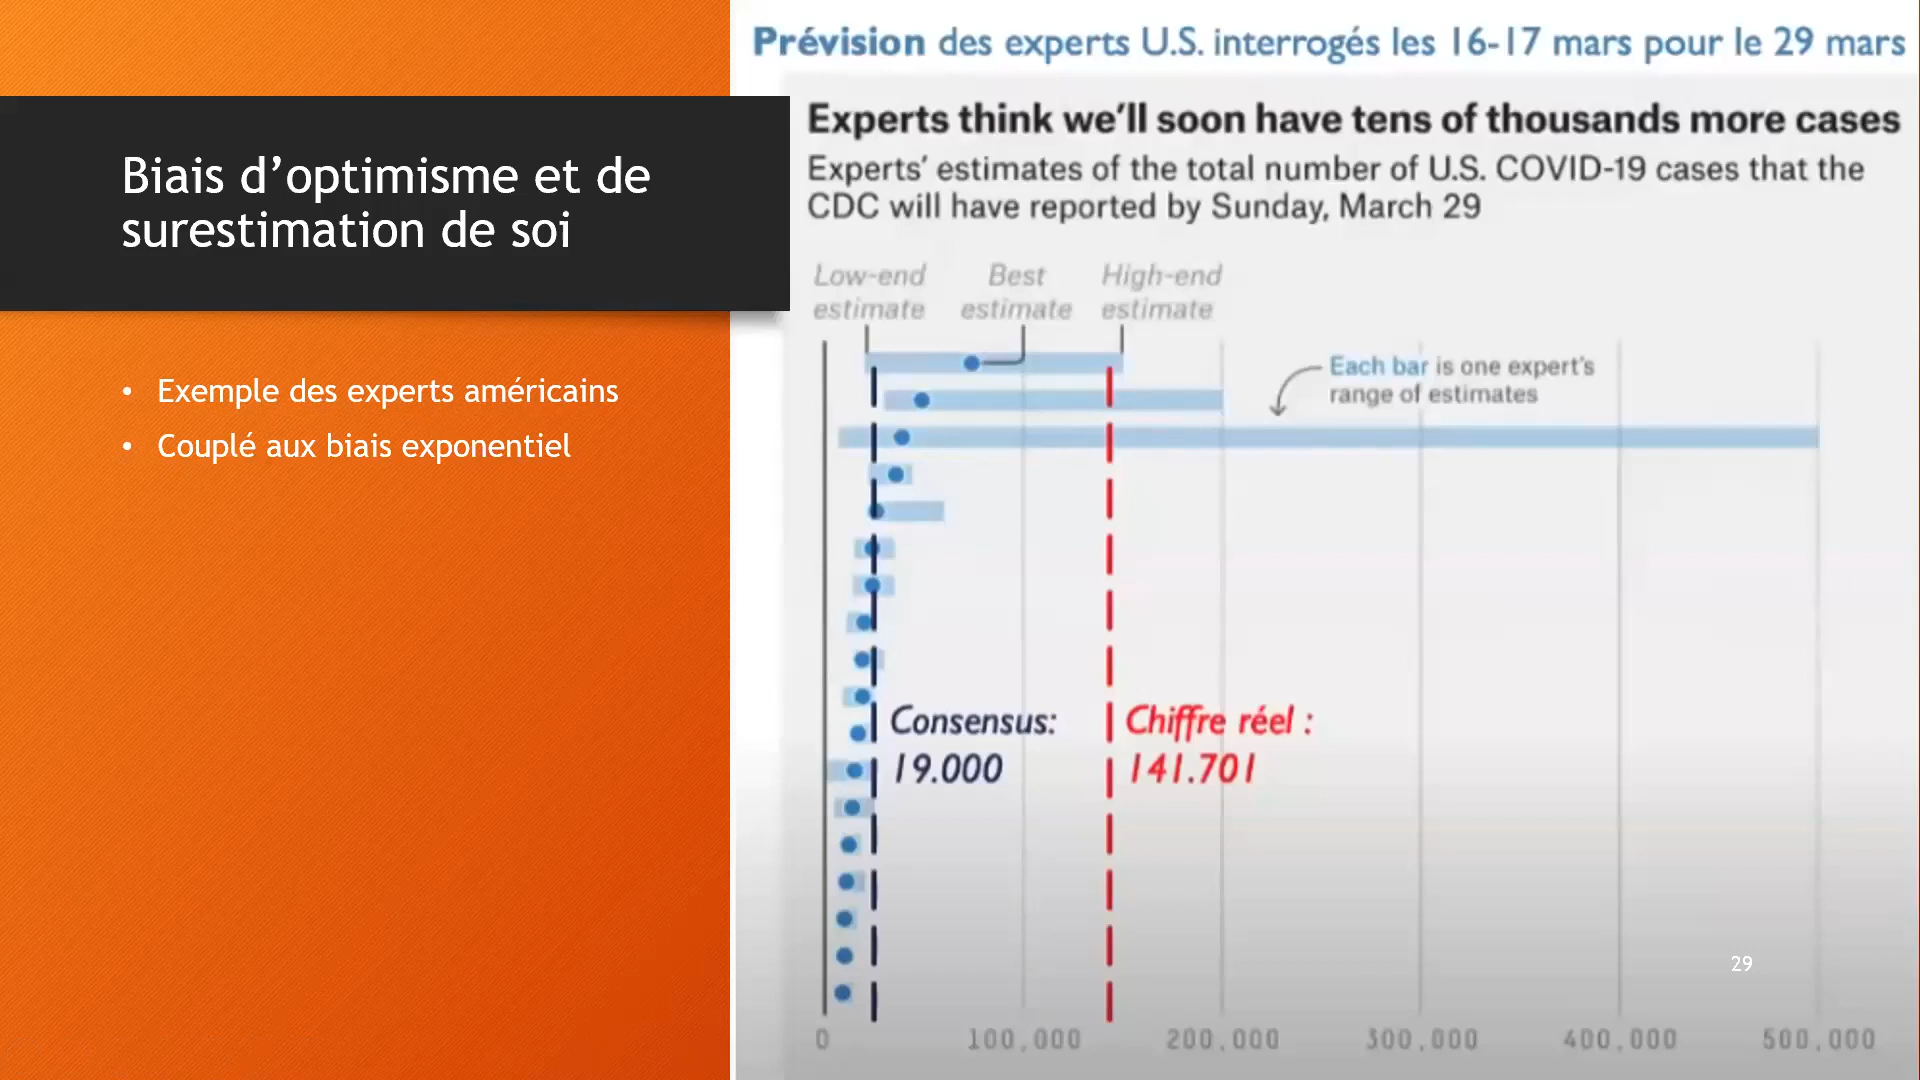 Biais d’optimisme et de
surestimation de soi
• Exemple des experts américains
• Couplé aux biais exponentiel
Prévision des experts U.S. interrogés les 16-17 mars pour le 29 mars
Experts think we’ll soon have tens of thousands more cases
Experts’ estimates of the total number of U.S. COVID-19 cases that the
CDC will have reported by Sunday, March 29
Low-end estimate
Best estimate
High-end estimate
Each bar is one expert’s
range of estimates
Consensus:
19.000
Chiffre réel :
141.701
0 100,000 200,000 300,000 400,000 500,000
29